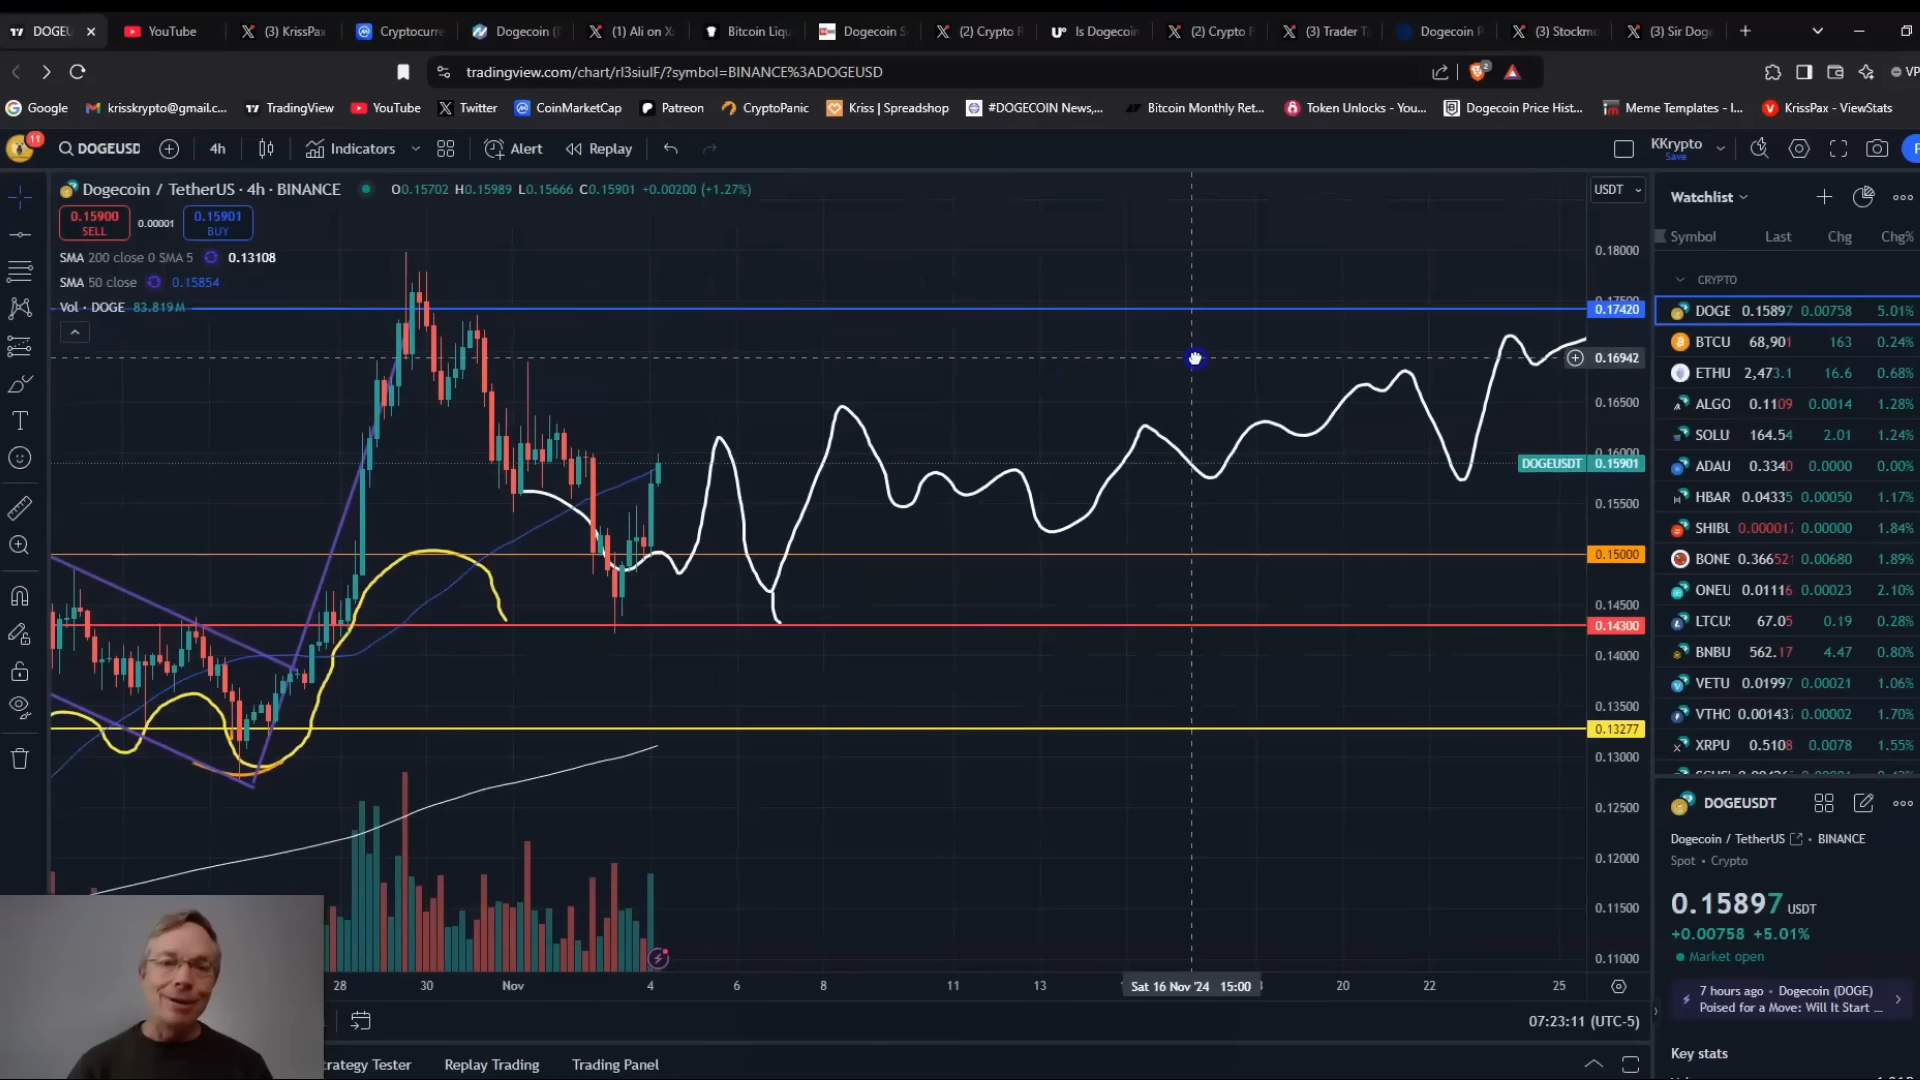 DOGEU
YouTube
(3) KrissPax
Cryptocurre
Dogecoin (
(1) Ali on X
Bitcoin Liq
Dogecoin S
(2) Crypto
Is Dogecoin
(2) Crypto
(3) Trader T
Dogecoin P
(3) Stockm
(3) Sir Dog
tradingview.com/chart/rl3siulF/?symbol=BINANCE%3ADOGEUSD
2
VP
Google
krisskrypto@gmail.c...
TradingView
YouTube
Twitter
CoinMarketCap
Patreon
CryptoPanic
Kriss | Spreadshop
#DOGECOIN News,...
Bitcoin Monthly Ret...
Token Unlocks - You...
Dogecoin Price Hist...
Meme Templates - I...
KrissPax - ViewStats
11
DOGEUSD
4h
Indicators
Alert
Replay
KKrypto
Save
Dogecoin / TetherUS · 4h · BINANCE
O0.15702 H0.15989 L0.15666 C0.15901 +0.00200 (+1.27%)
0.15900
SELL
0.00001
0.15901
BUY
SMA 200 close 0 SMA 5 0.13108
SMA 50 close 0.15854
Vol · DOGE 83.819M
USDT
0.18000
0.17500
0.17420
0.16942
0.16500
0.16000
DOGEUSDT 0.15901
0.15500
0.15000
0.14500
0.14300
0.14000
0.13500
0.13277
0.13000
0.12500
0.12000
0.11500
0.11000
28
30
Nov
4
6
8
11
13
Sat 16 Nov '24 15:00
20
22
25
07:23:11 (UTC-5)
trategy Tester
Replay Trading
Trading Panel
Watchlist
Symbol Last Chg Chg%
CRYPTO
DOGE 0.15897 0.00758 5.01%
BTCU 68,901 163 0.24%
ETHU 2,473.1 16.6 0.68%
ALGO 0.1109 0.0014 1.28%
SOLU 164.54 2.01 1.24%
ADAU 0.3340 0.0000 0.00%
HBAR 0.04335 0.00050 1.17%
SHIBU 0.000017 0.00000 1.84%
BONE 0.366521 0.00680 1.89%
ONEU 0.01116 0.00023 2.10%
LTCUS 67.05 0.19 0.28%
BNBU 562.17 4.47 0.80%
VETU 0.01997 0.00021 1.06%
VTHO 0.00143 0.00002 1.70%
XRPU 0.5108 0.0078 1.55%
DOGEUSDT
Dogecoin / TetherUS · BINANCE
Spot · Crypto
0.15897 USDT
+0.00758 +5.01%
Market open
7 hours ago · Dogecoin (DOGE)
Poised for a Move: Will It Start ...
Key stats